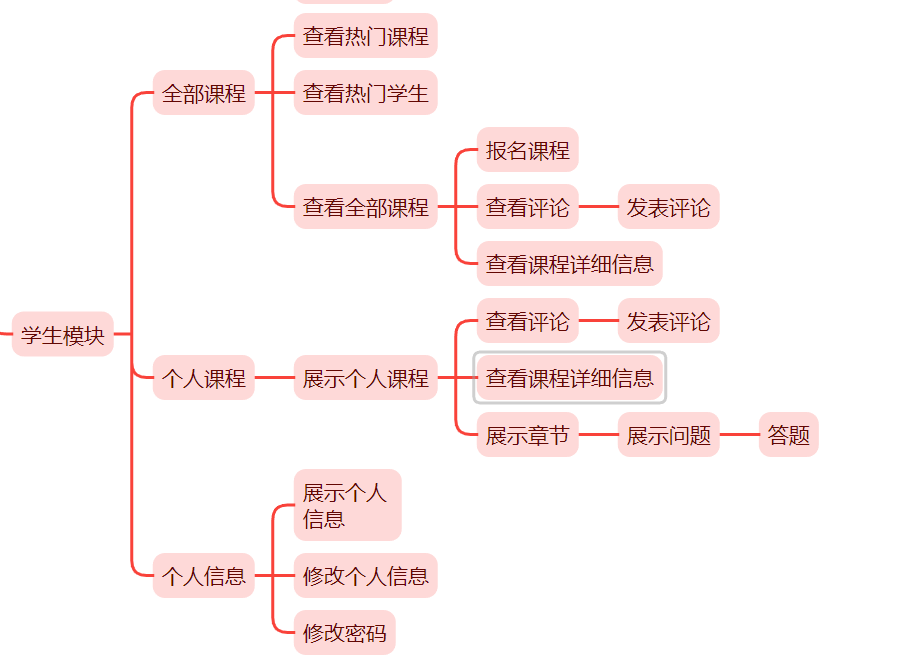 查看热门课程
全部课程
查看热门学生
报名课程
查看全部课程
查看评论
发表评论
查看课程详细信息
学生模块
查看评论
发表评论
个人课程
展示个人课程
查看课程详细信息
展示章节
展示问题
答题
展示个人
信息
个人信息
修改个人信息
修改密码